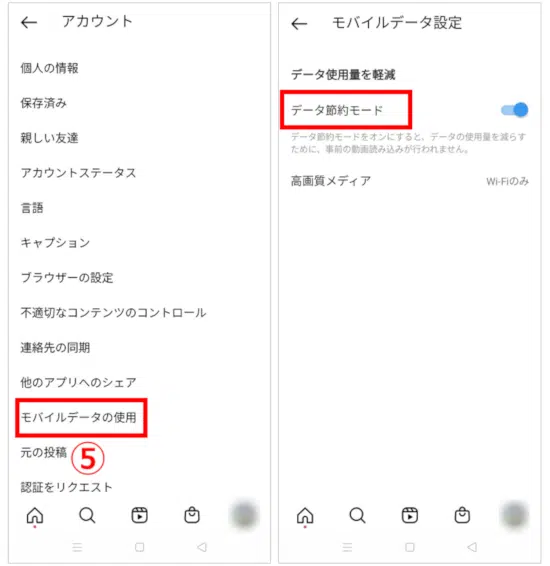 アカウント
個人の情報
保存済み
親しい友達
アカウントステータス
言語
キャプション
ブラウザーの設定
不適切なコンテンツのコントロール
連絡先の同期
他のアプリへのシェア
モバイルデータの使用
元の投稿
⑤
認証をリクエスト
モバイルデータ設定
データ使用量を軽減
データ節約モード
データ節約モードをオンにすると、データの使用量を減らす
ために、事前の動画読み込みが行われません。
高画質メディア Wi-Fiのみ